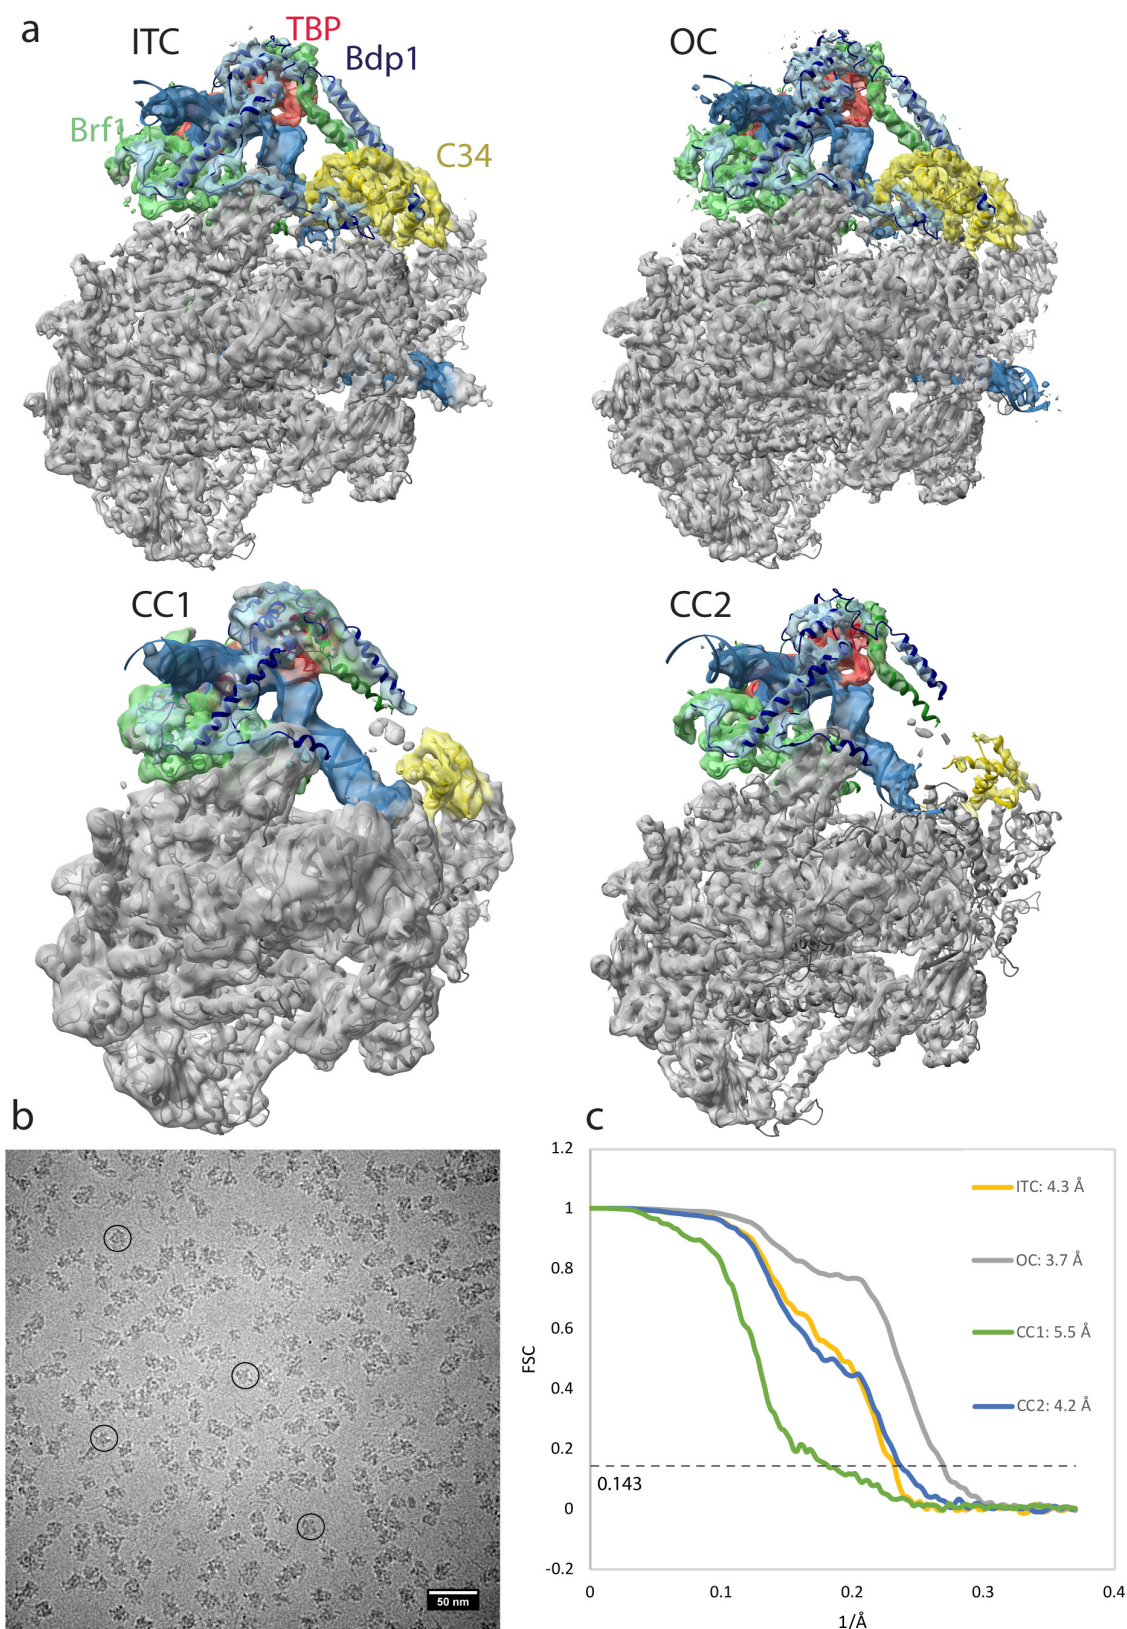 a
ITC
TBP
Bdp1
Brf1
C34
OC
CC1
CC2
b
50 nm
c
1.2
1
0.8
0.6
0.4
0.2
0
-0.2
FSC
0.143
ITC: 4.3 Å
OC: 3.7 Å
CC1: 5.5 Å
CC2: 4.2 Å
0
0.1
0.2
0.3
0.4
1/Å